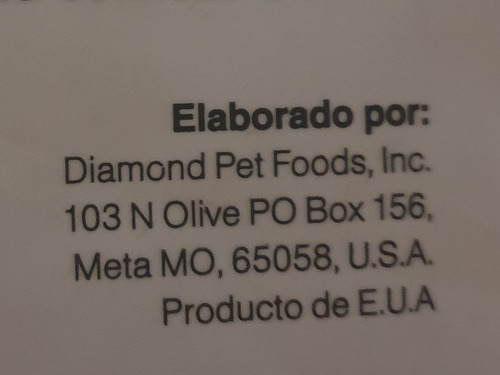 Elaborado por:
Diamond Pet Foods, Inc.
103 N Olive PO Box 156,
Meta MO, 65058, U.S.A.
Producto de E.U.A